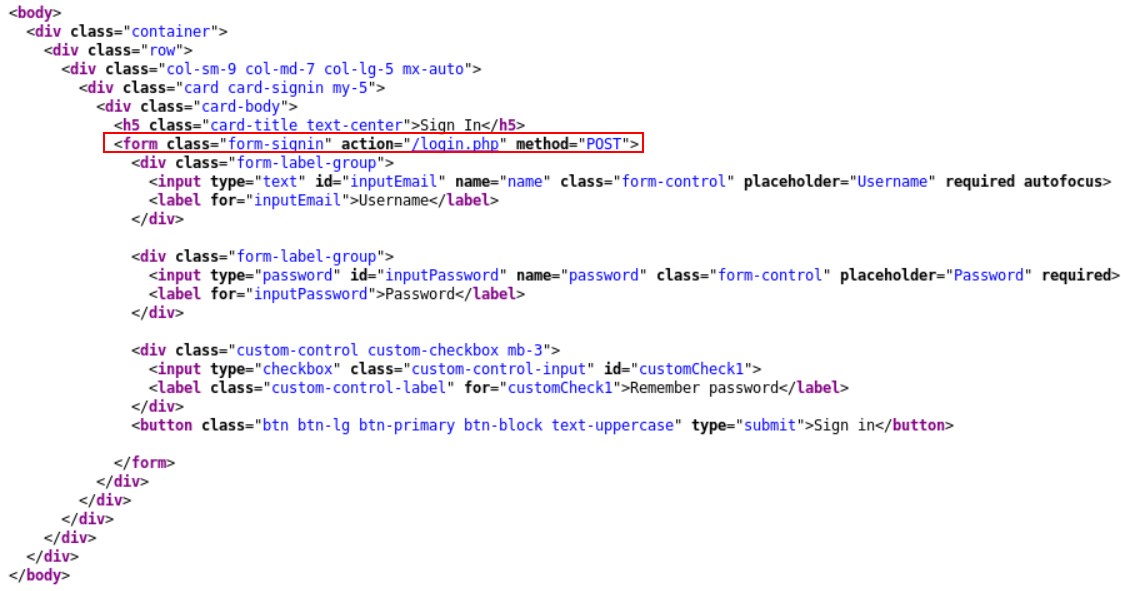 <body>
<div class="container">
<div class="row">
<div class="col-sm-9 col-md-7 col-lg-5 mx-auto">
<div class="card card-signin my-5">
<div class="card-body">
<h5 class="card-title text-center">Sign In</h5>
<form class="form-signin" action="/login.php" method="POST">
<div class="form-label-group">
<input type="text" id="inputEmail" name="name" class="form-control" placeholder="Username" required autofocus>
<label for="inputEmail">Username</label>
</div>
<div class="form-label-group">
<input type="password" id="inputPassword" name="password" class="form-control" placeholder="Password" required>
<label for="inputPassword">Password</label>
</div>
<div class="custom-control custom-checkbox mb-3">
<input type="checkbox" class="custom-control-input" id="customCheck1">
<label class="custom-control-label" for="customCheck1">Remember password</label>
</div>
<button class="btn btn-lg btn-primary btn-block text-uppercase" type="submit">Sign in</button>
</form>
</div>
</div>
</div>
</div>
</div>
</body>